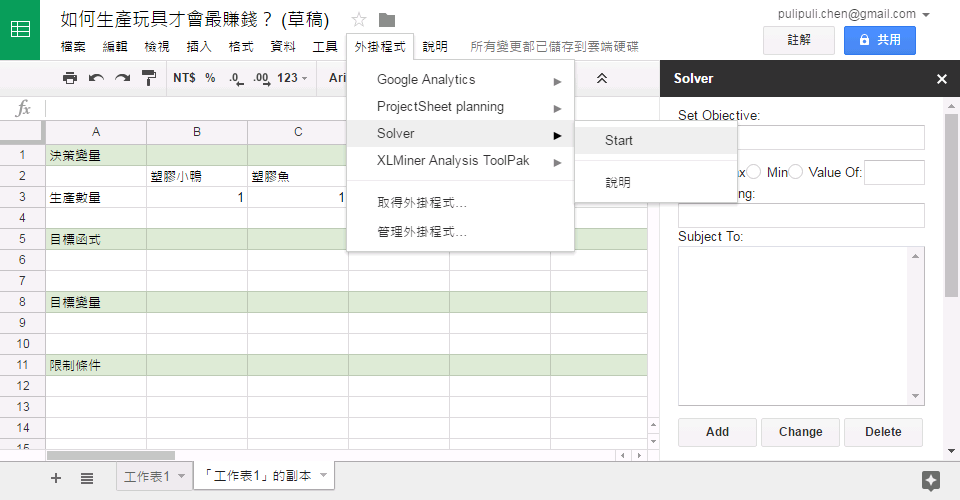 如何生產玩具才會最賺錢？ (草稿)
pulipuli.chen@gmail.com
檔案 編輯 檢視 插入 格式 資料 工具 外掛程式 說明 所有變更都已儲存到雲端硬碟
註解 共用
NT$ % .0 .00 123 Ari
Google Analytics
ProjectSheet planning
Solver
XLMiner Analysis ToolPak
取得外掛程式...
管理外掛程式...
Start
說明
fx
A B C
1 決策變量
2 塑膠小鴨 塑膠魚
3 生產數量 1 1
4
5 目標函式
6
7
8 目標變量
9
10
11 限制條件
12
13
14
15
Solver
Set Objective:
x Min Value Of:
ng:
Subject To:
Add Change Delete
工作表1 「工作表1」的副本